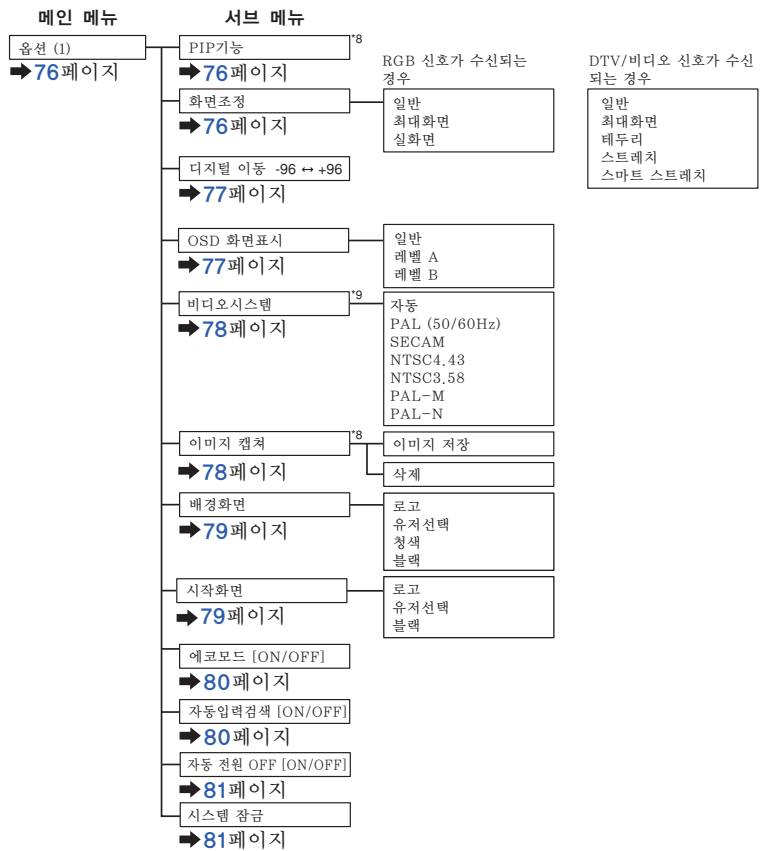 메인 메뉴
서브 메뉴
옵션 (1)
➡76페이지
PIP기능 *8
➡76페이지
화면조정
➡76페이지
RGB 신호가 수신되는
경우
일반
최대화면
실화면
DTV/비디오 신호가 수신
되는 경우
일반
최대화면
테두리
스트레치
스마트 스트레치
디지털 이동 -96 ↔ +96
➡77페이지
OSD 화면표시
➡77페이지
일반
레벨 A
레벨 B
비디오시스템 *9
➡78페이지
자동
PAL (50/60Hz)
SECAM
NTSC4.43
NTSC3.58
PAL-M
PAL-N
이미지 캡쳐 *8
➡78페이지
이미지 저장
삭제
배경화면
➡79페이지
로고
유저선택
청색
블랙
시작화면
➡79페이지
로고
유저선택
블랙
에코모드 [ON/OFF]
➡80페이지
자동입력검색 [ON/OFF]
➡80페이지
자동 전원 OFF [ON/OFF]
➡81페이지
시스템 잠금
➡81페이지